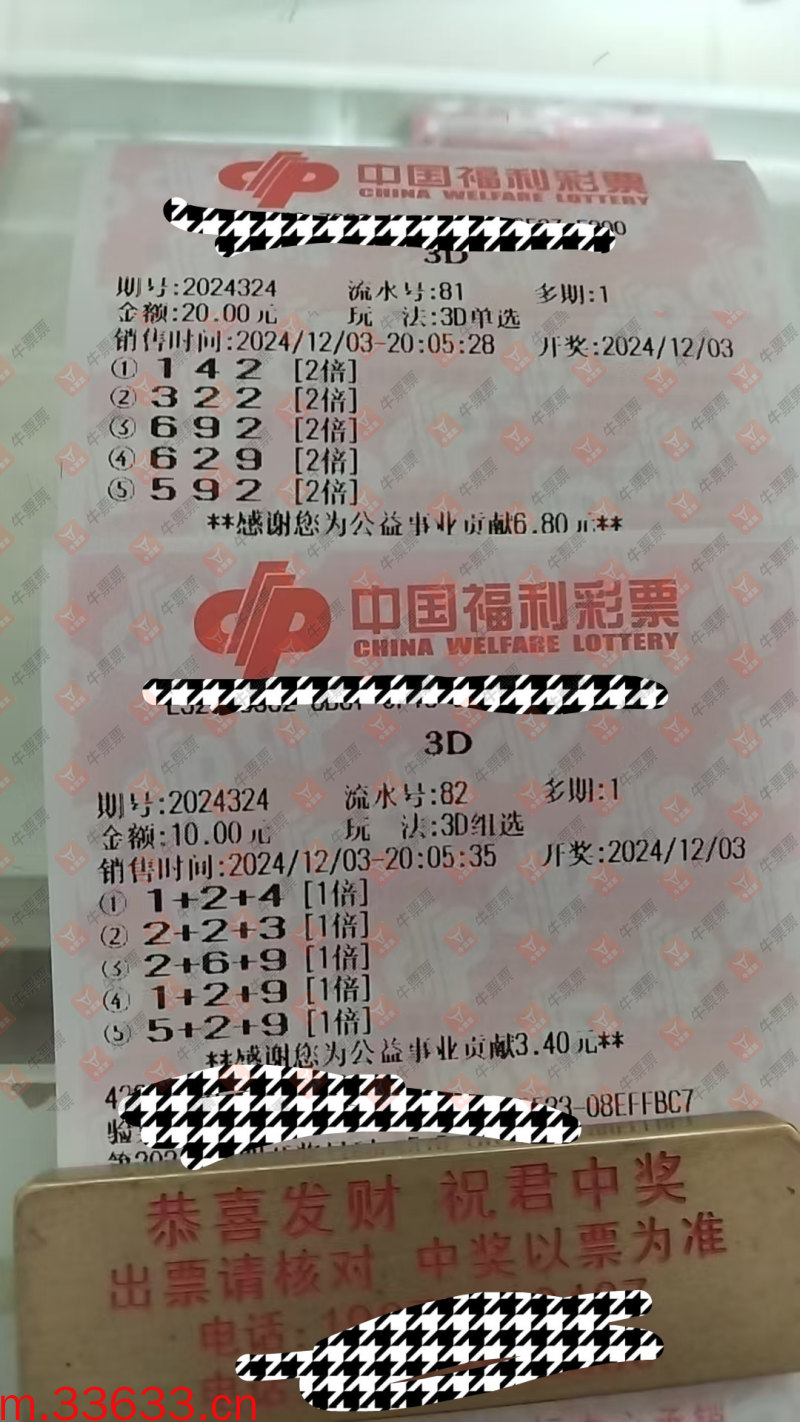 中国福利彩票
CHINA WELFARE LOTTERY
3D
期号:2024324 流水号:81 多期:1
金额:20.00元 玩 法:3D单选
销售时间:2024/12/03-20:05:28 开奖:2024/12/03
① 1 4 2 [2倍]
② 3 2 2 [2倍]
③ 6 9 2 [2倍]
④ 6 2 9 [2倍]
⑤ 5 9 2 [2倍]
**感谢您为公益事业贡献6.80元**
中国福利彩票
CHINA WELFARE LOTTERY
3D
期号:2024324 流水号:82 多期:1
金额:10.00元 玩 法:3D组选
销售时间:2024/12/03-20:05:35 开奖:2024/12/03
① 1+2+4 [1倍]
② 2+2+3 [1倍]
③ 2+6+9 [1倍]
④ 1+2+9 [1倍]
⑤ 5+2+9 [1倍]
**感谢您为公益事业贡献3.40元**
-08EFFBC7
验
恭喜发财 祝君中奖
出票请核对 中奖以票为准
电话:
m.33633.cn
牛票票